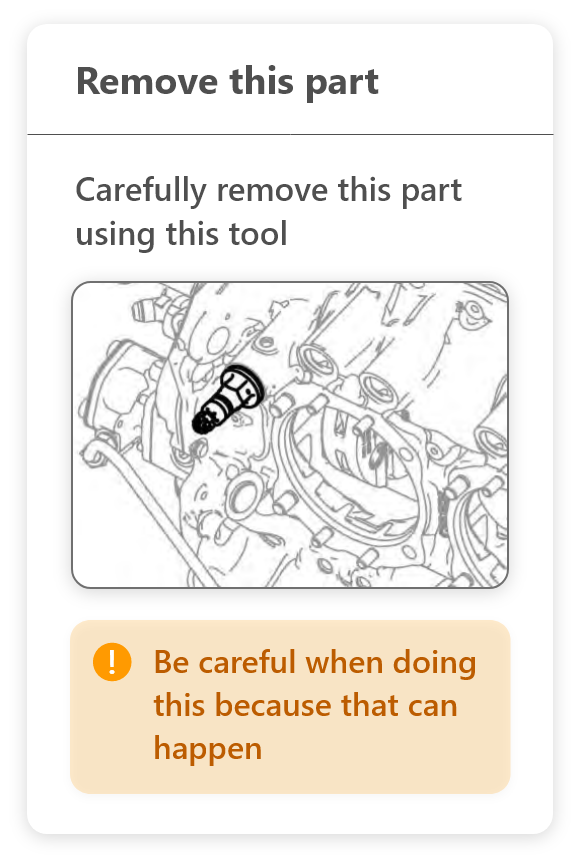 Remove this part
Carefully remove this part
using this tool
!
Be careful when doing
this because that can
happen